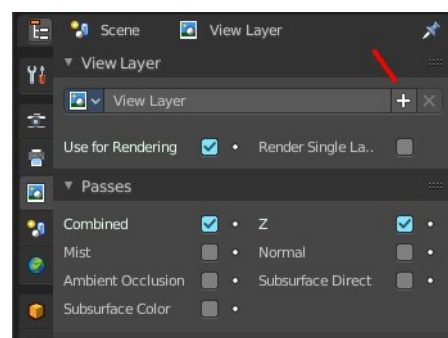 Scene View Layer
View Layer
View Layer
Use for Rendering Render Single La..
Passes
Combined Z
Mist Normal
Ambient Occlusion Subsurface Direct
Subsurface Color